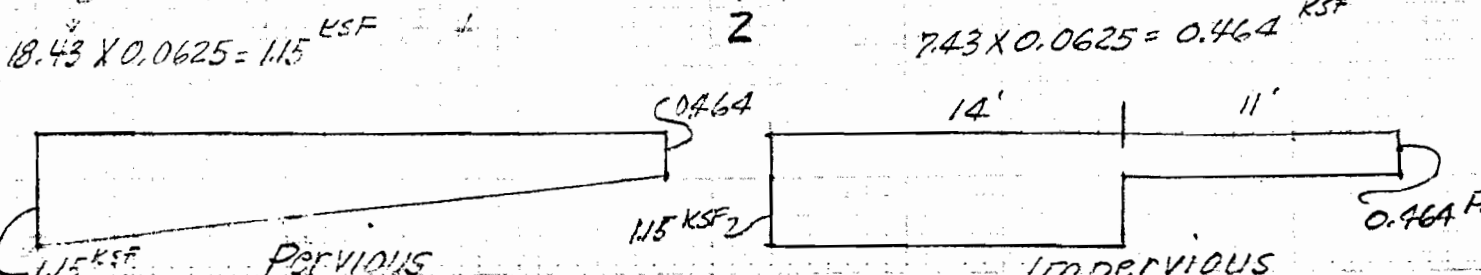 18.43 X 0.0625 = 1.15 KSF
2
7.43 X 0.0625 = 0.464 KSF
0.464
14'
11'
1.15 KSF
Pervious
1.15 KSF
Impervious
0.464